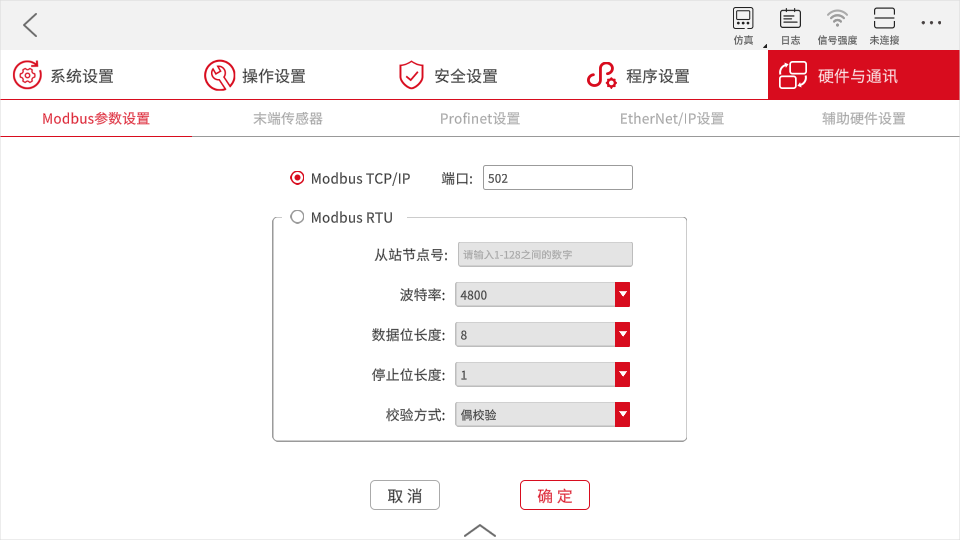 仿真
日志
信号强度
未连接
系统设置
操作设置
安全设置
程序设置
硬件与通讯
Modbus参数设置
末端传感器
Profinet设置
EtherNet/IP设置
辅助硬件设置
Modbus TCP/IP
端口:
502
Modbus RTU
从站节点号:
请输入1-128之间的数字
波特率:
4800
数据位长度:
8
停止位长度:
1
校验方式:
偶校验
取 消
确 定